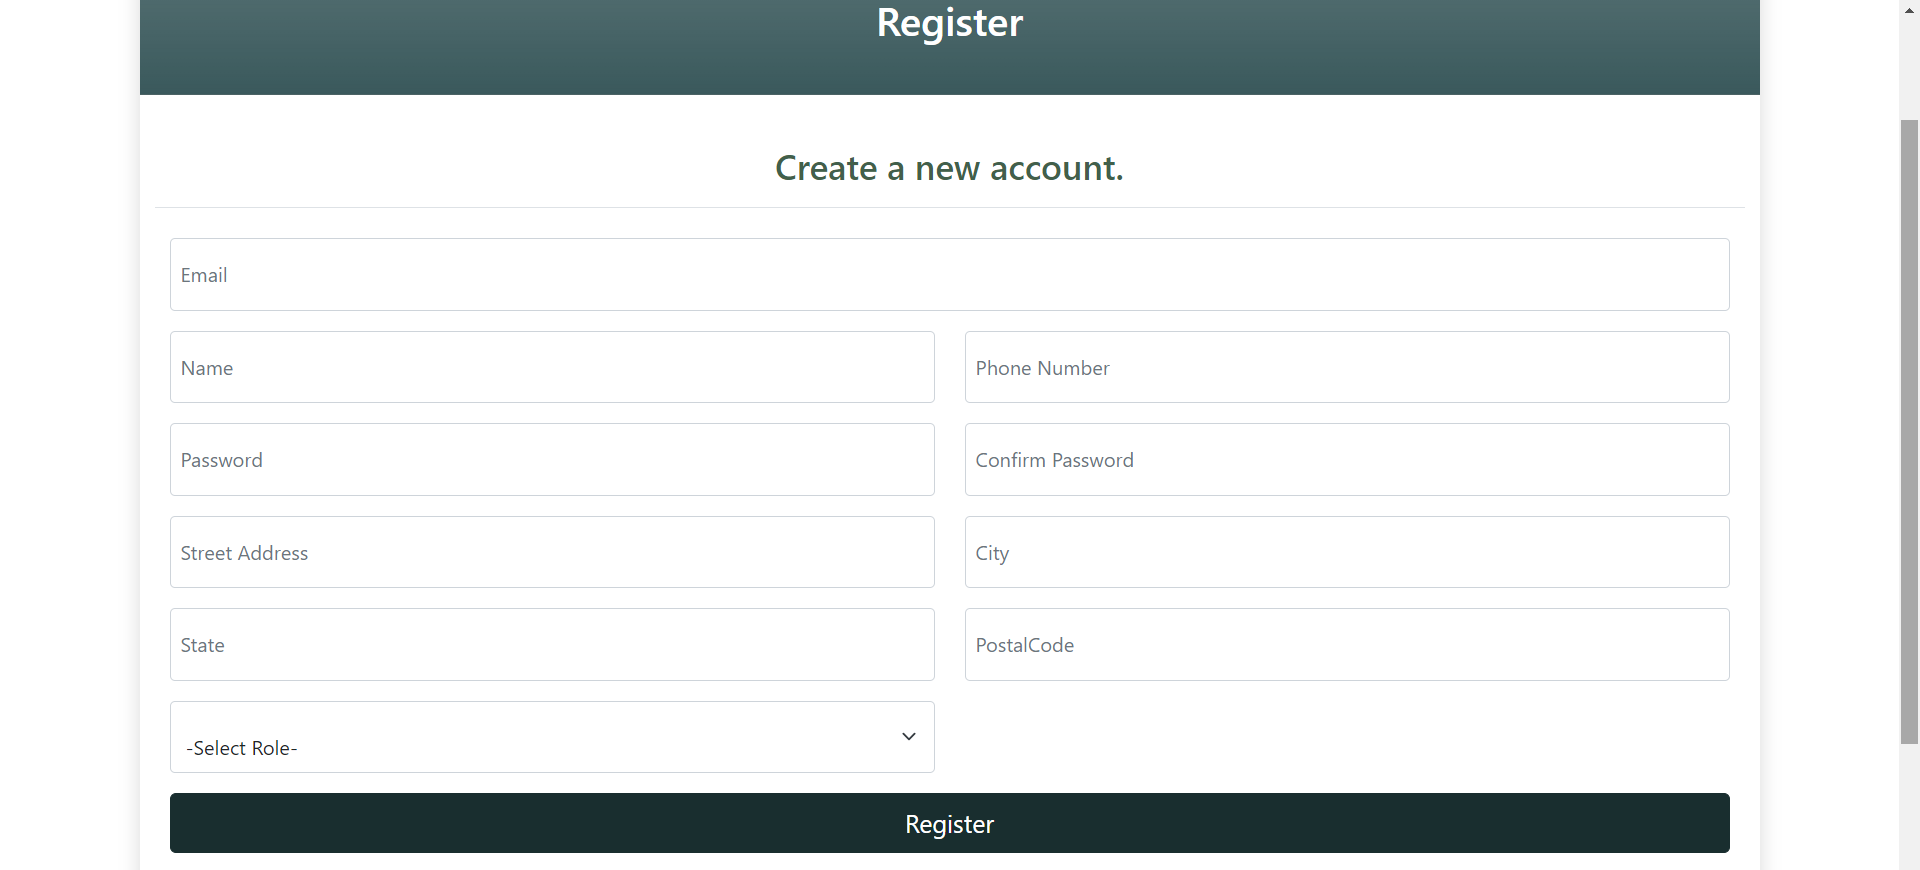 Register
Create a new account.
Email
Name
Phone Number
Password
Confirm Password
Street Address
City
State
PostalCode
-Select Role-
Register